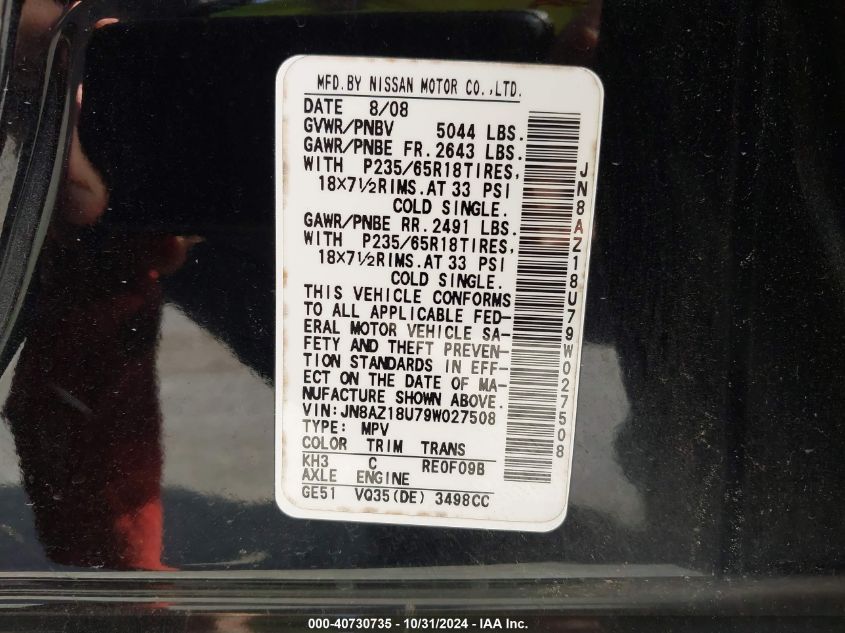 MFD.BY NISSAN MOTOR CO.,LTD.
DATE 8/08
GVWR/PNBV 5044 LBS.
GAWR/PNBE FR.2643 LBS.
WITH P235/65R18TIRES,
18×7½RIMS.AT 33 PSI
COLD SINGLE.
GAWR/PNBE RR.2491 LBS.
WITH P235/65R18TIRES,
18×7½RIMS.AT 33 PSI
COLD SINGLE.
THIS VEHICLE CONFORMS
TO ALL APPLICABLE FED-
ERAL MOTOR VEHICLE SA-
FETY AND THEFT PREVEN-
TION STANDARDS IN EFF-
ECT ON THE DATE OF MA-
NUFACTURE SHOWN ABOVE.
VIN:JN8AZ18U79W027508
TYPE: MPV
COLOR TRIM TRANS
KH3 C RE0F09B
AXLE ENGINE
GE51 VQ35(DE) 3498CC
JN8AZ18U79W027508
000-40730735 - 10/31/2024 - IAA Inc.